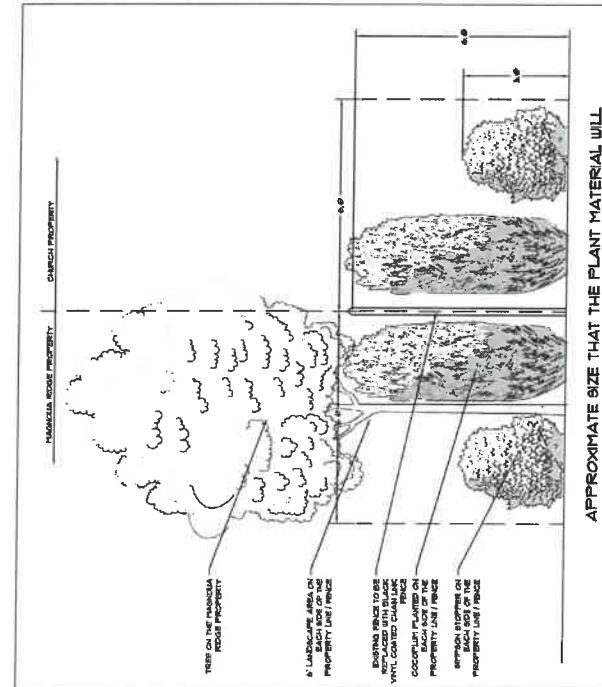 MAGNOLIA RIDGE PROPERTY
CHURCH PROPERTY
TREE ON THE MAGNOLIA
RIDGE PROPERTY
6' LANDSCAPE AREA ON
EACH SIDE OF THE
PROPERTY LINE / FENCE
EXISTING FENCE TO BE
REPLACED WITH BLACK
VINYL COATED CHAIN LINK
FENCE
COCOPLUM PLANTED ON
EACH SIDE OF THE
PROPERTY LINE / FENCE
SIMPSON STOPPER ON
EACH SIDE OF THE
PROPERTY LINE / FENCE
APPROXIMATE SIZE THAT THE PLANT MATERIAL WILL